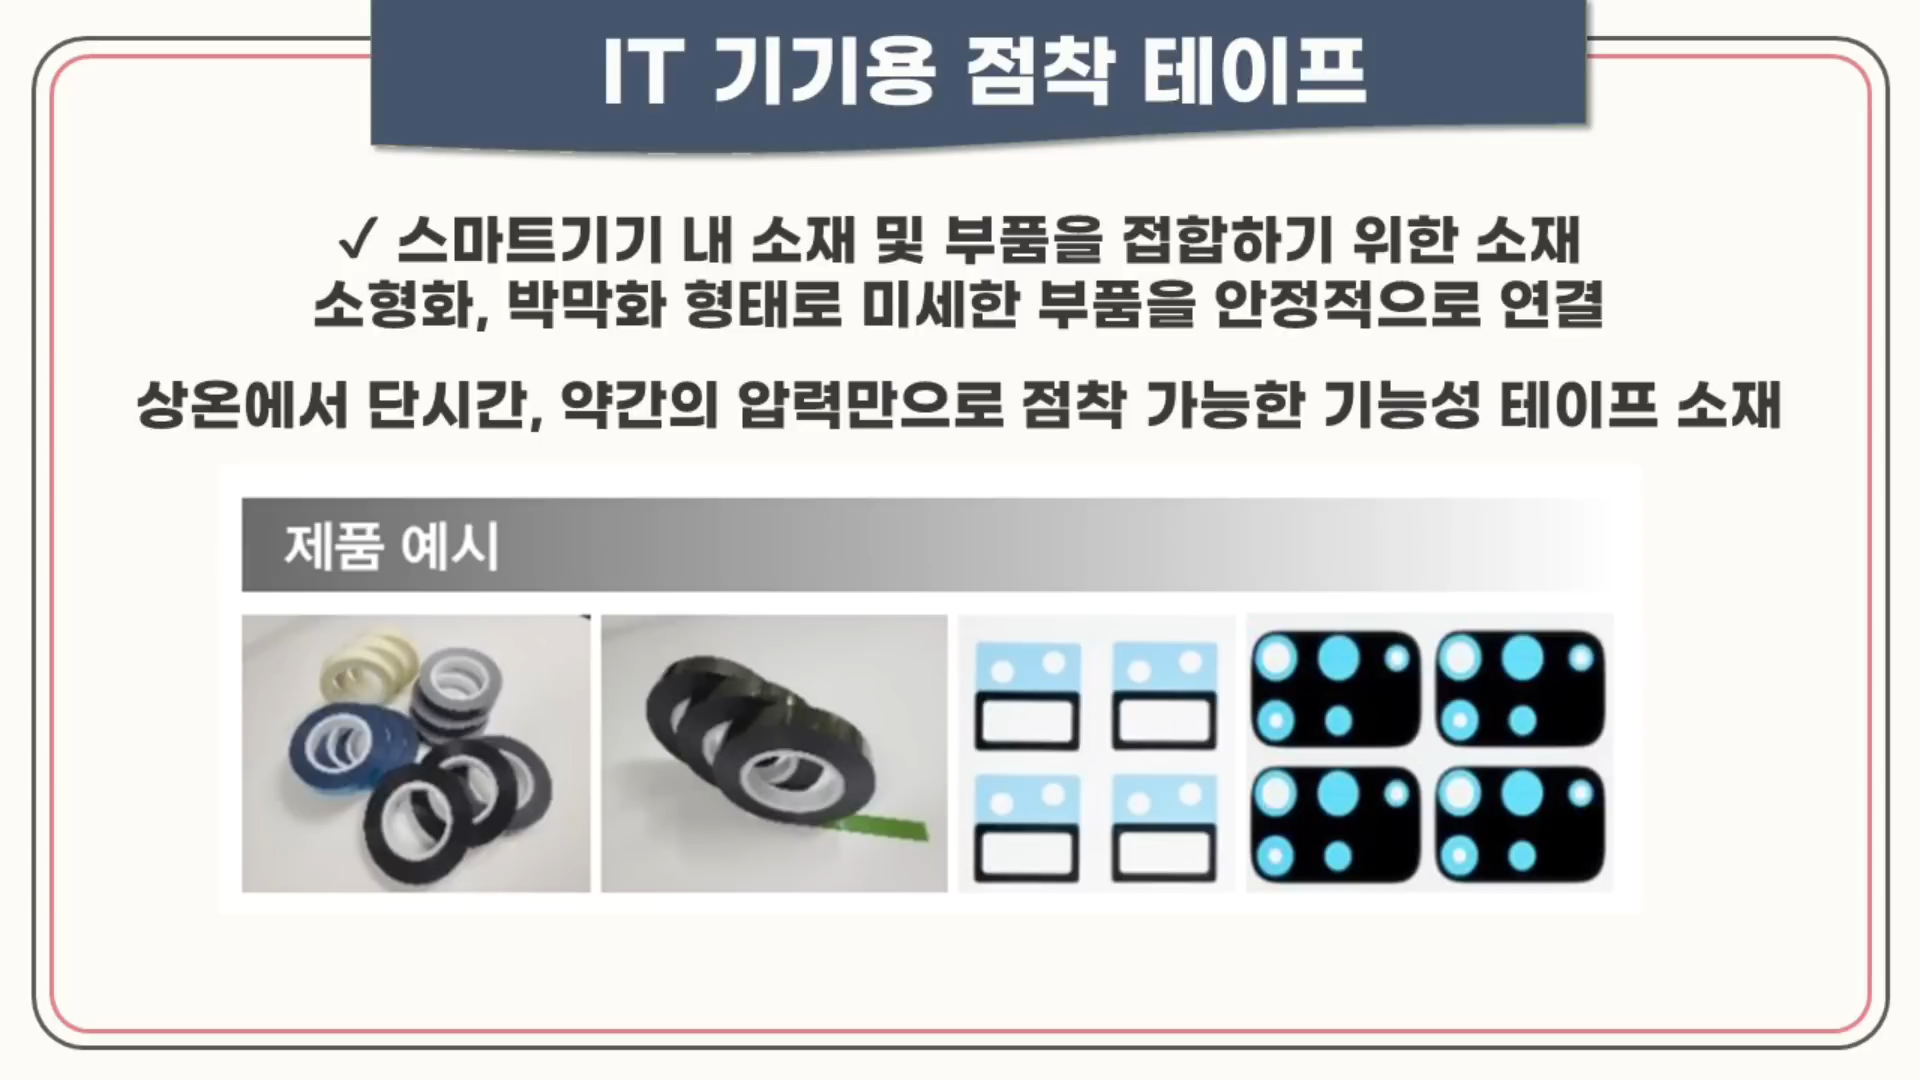 IT 기기용 점착 테이프
✓ 스마트기기 내 소재 및 부품을 접합하기 위한 소재
소형화, 박막화 형태로 미세한 부품을 안정적으로 연결
상온에서 단시간, 약간의 압력만으로 점착 가능한 기능성 테이프 소재
제품 예시